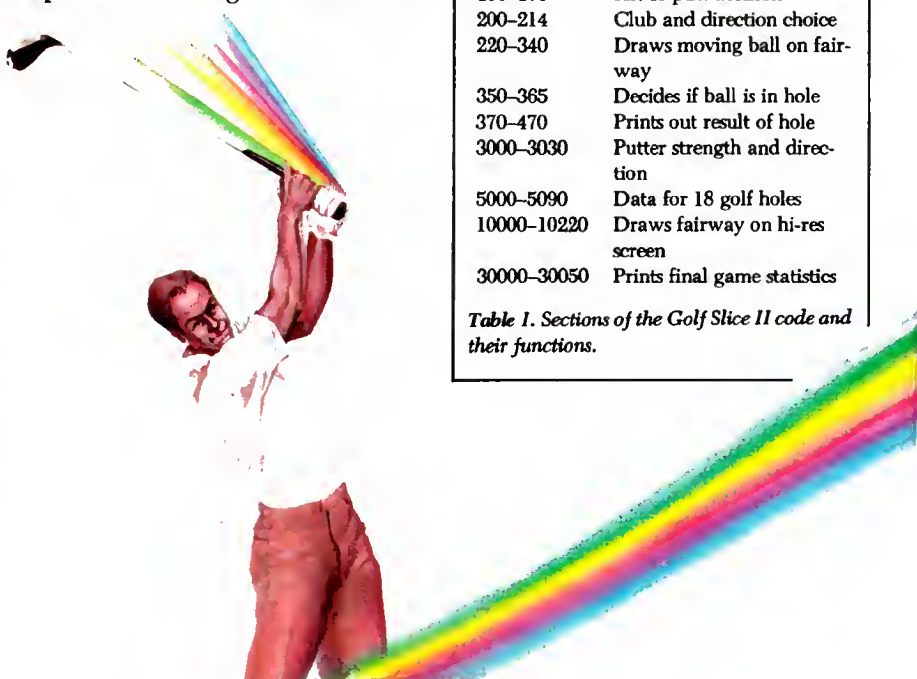 200–214 Club and direction choice
220–340 Draws moving ball on fair-
way
350–365 Decides if ball is in hole
370–470 Prints out result of hole
3000–3030 Putter strength and direc-
tion
5000–5090 Data for 18 golf holes
10000–10220 Draws fairway on hi-res
screen
30000–30050 Prints final game statistics
Table 1. Sections of the Golf Slice II code and
their functions.